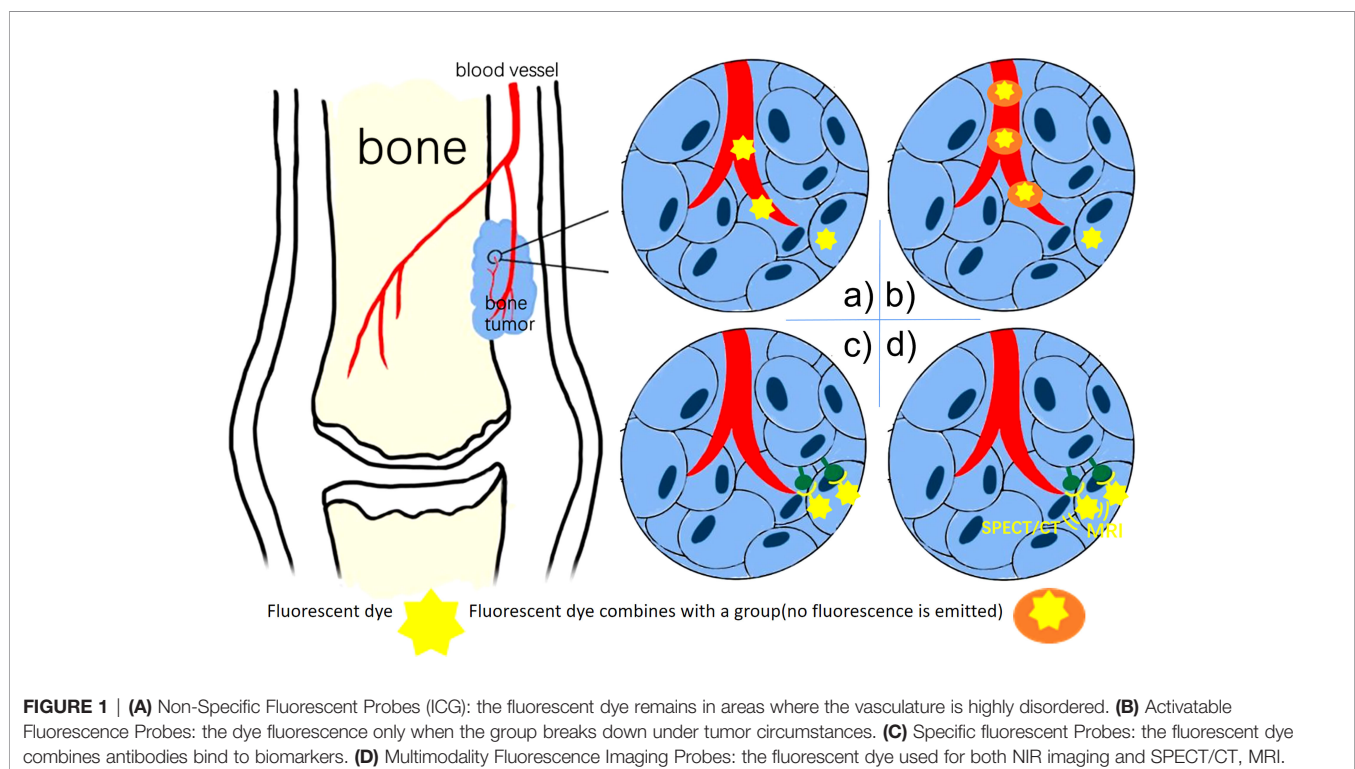 blood vessel
bone
bone
tumor
a) b)
c) d)
SPECT/CT
MRI
Fluorescent dye
Fluorescent dye combines with a group(no fluorescence is emitted)
FIGURE 1 | (A) Non-Specific Fluorescent Probes (ICG): the fluorescent dye remains in areas where the vasculature is highly disordered. (B) Activatable
Fluorescence Probes: the dye fluorescence only when the group breaks down under tumor circumstances. (C) Specific fluorescent Probes: the fluorescent dye
combines antibodies bind to biomarkers. (D) Multimodality Fluorescence Imaging Probes: the fluorescent dye used for both NIR imaging and SPECT/CT, MRI.